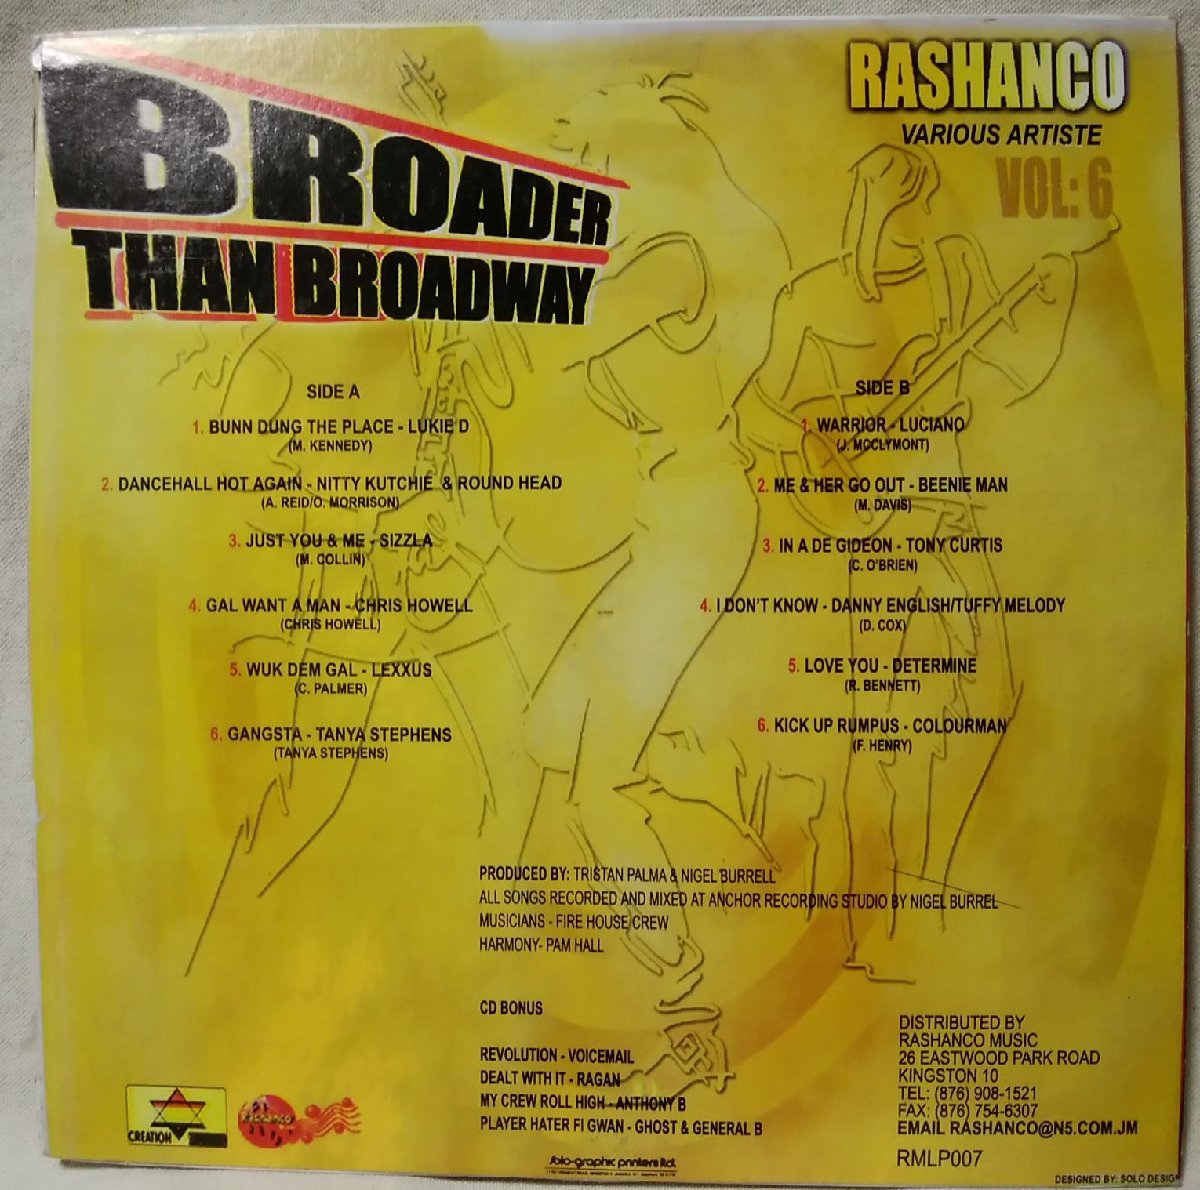 BROADER
THAN BROADWAY
RASHANCO
VARIOUS ARTISTE
VOL: 6
SIDE A
1. BUNN DUNG THE PLACE - LUKIE D
(M. KENNEDY)
2. DANCEHALL HOT AGAIN - NITTY KUTCHIE & ROUND HEAD
(A. REID/O. MORRISON)
3. JUST YOU & ME - SIZZLA
(M. COLLIN)
4. GAL WANT A MAN - CHRIS HOWELL
(CHRIS HOWELL)
5. WUK DEM GAL - LEXXUS
(C. PALMER)
6. GANGSTA - TANYA STEPHENS
(TANYA STEPHENS)
SIDE B
1. WARRIOR - LUCIANO
(J. MCCLYMONT)
2. ME & HER GO OUT - BEENIE MAN
(M. DAVIS)
3. IN A DE GIDEON - TONY CURTIS
(C. O'BRIEN)
4. I DON'T KNOW - DANNY ENGLISH/TUFFY MELODY
(D. COX)
5. LOVE YOU - DETERMINE
(R. BENNETT)
6. KICK UP RUMPUS - COLOURMAN
(F. HENRY)
PRODUCED BY: TRISTAN PALMA & NIGEL BURRELL
ALL SONGS RECORDED AND MIXED AT ANCHOR RECORDING STUDIO BY NIGEL BURREL
MUSICIANS - FIRE HOUSE CREW
HARMONY- PAM HALL
CD BONUS
REVOLUTION - VOICEMAIL
DEALT WITH IT - RAGAN
MY CREW ROLL HIGH - ANTHONY B
PLAYER HATER FI GWAN - GHOST & GENERAL B
DISTRIBUTED BY
RASHANCO MUSIC
26 EASTWOOD PARK ROAD
KINGSTON 10
TEL: (876) 908-1521
FAX: (876) 754-6307
EMAIL RASHANCO@N5.COM.JM
RMLP007
CREATION
RASHANCO
Solo-graphic printers ltd.
DESIGNED BY: SOLO DESIGN